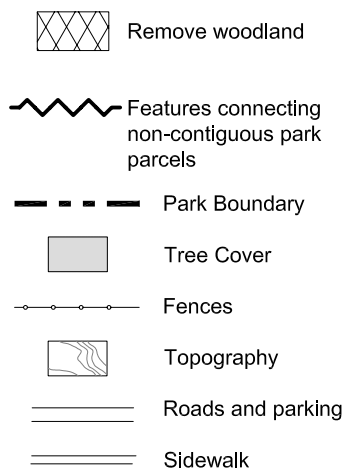 Remove woodland
Features connecting
non-contiguous park
parcels
Park Boundary
Tree Cover
Fences
Topography
Roads and parking
Sidewalk